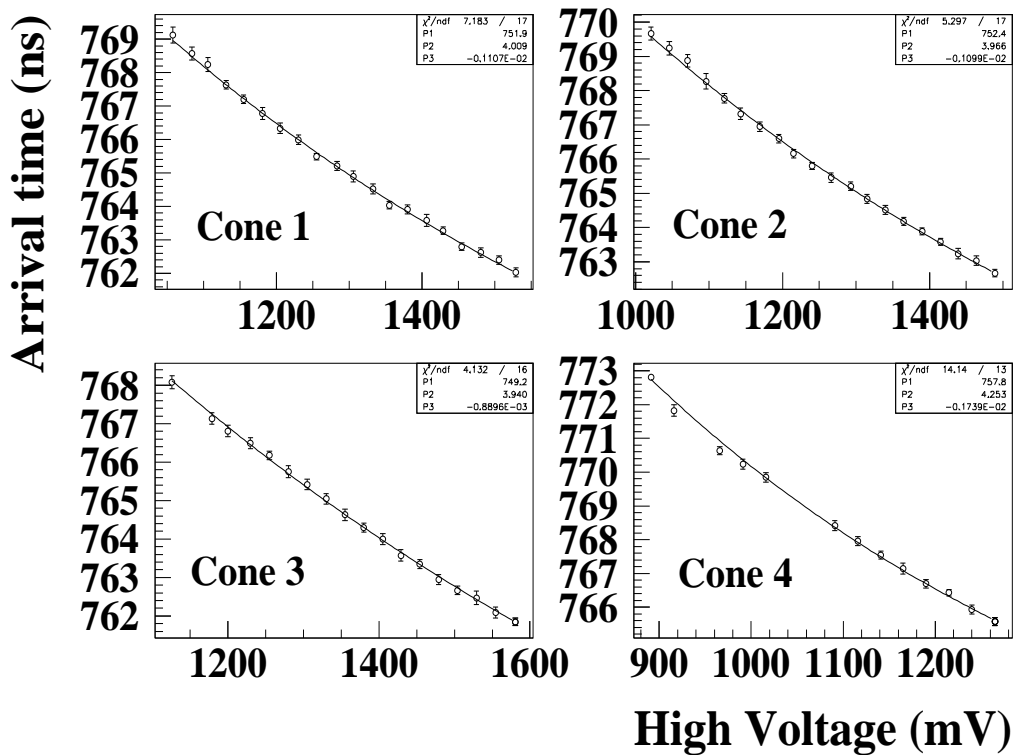 Arrival time (ns)
χ²/ndf 7.183 / 17
P1 751.9
P2 4.009
P3 -0.1107E-02
769
768
767
766
765
764
763
762
Cone 1
1200 1400
χ²/ndf 5.297 / 17
P1 752.4
P2 3.966
P3 -0.1099E-02
770
769
768
767
766
765
764
763
Cone 2
1000 1200 1400
χ²/ndf 4.132 / 16
P1 749.2
P2 3.940
P3 -0.8896E-03
768
767
766
765
764
763
762
Cone 3
1200 1400 1600
χ²/ndf 14.14 / 13
P1 757.8
P2 4.253
P3 -0.1739E-02
773
772
771
770
769
768
767
766
Cone 4
900 1000 1100 1200
High Voltage (mV)